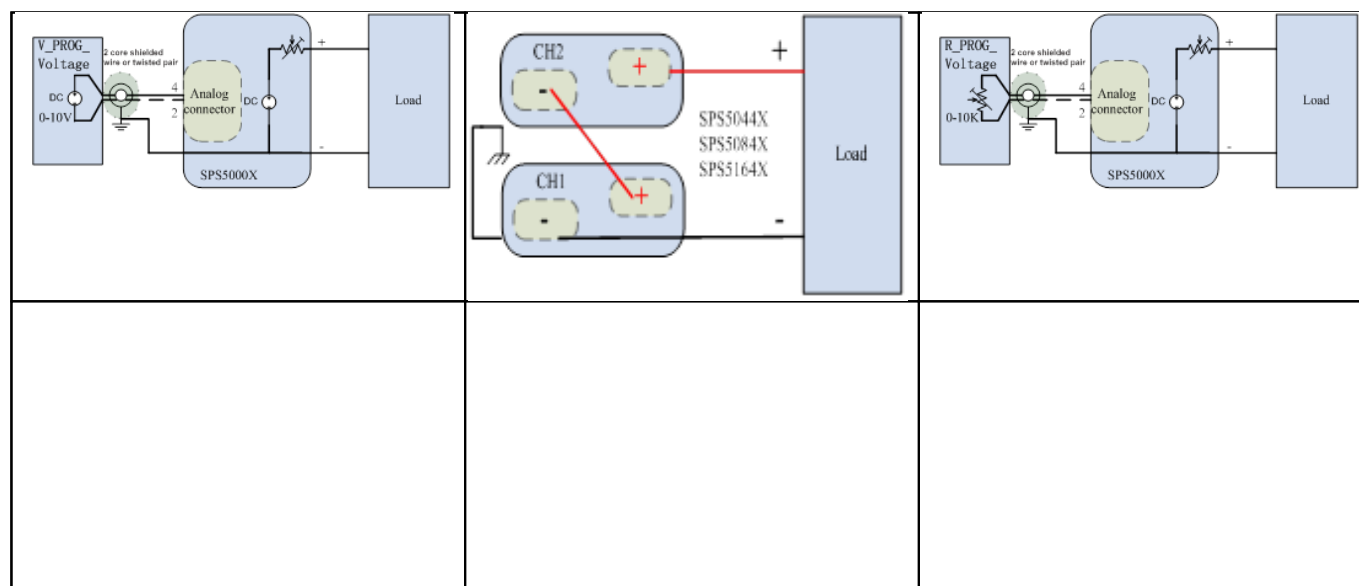 V_PROG_
Voltage
2 core shielded
wire or twisted pair
DC
0-10V
4
2
Analog
connector
DC
+
-
Load
SPS5000X
CH2
+
-
CH1
+
-
+
-
SPS5044X
SPS5084X
SPS5164X
Load
R_PROG_
Voltage
2 core shielded
wire or twisted pair
0-10K
4
2
Analog
connector
DC
+
-
Load
SPS5000X